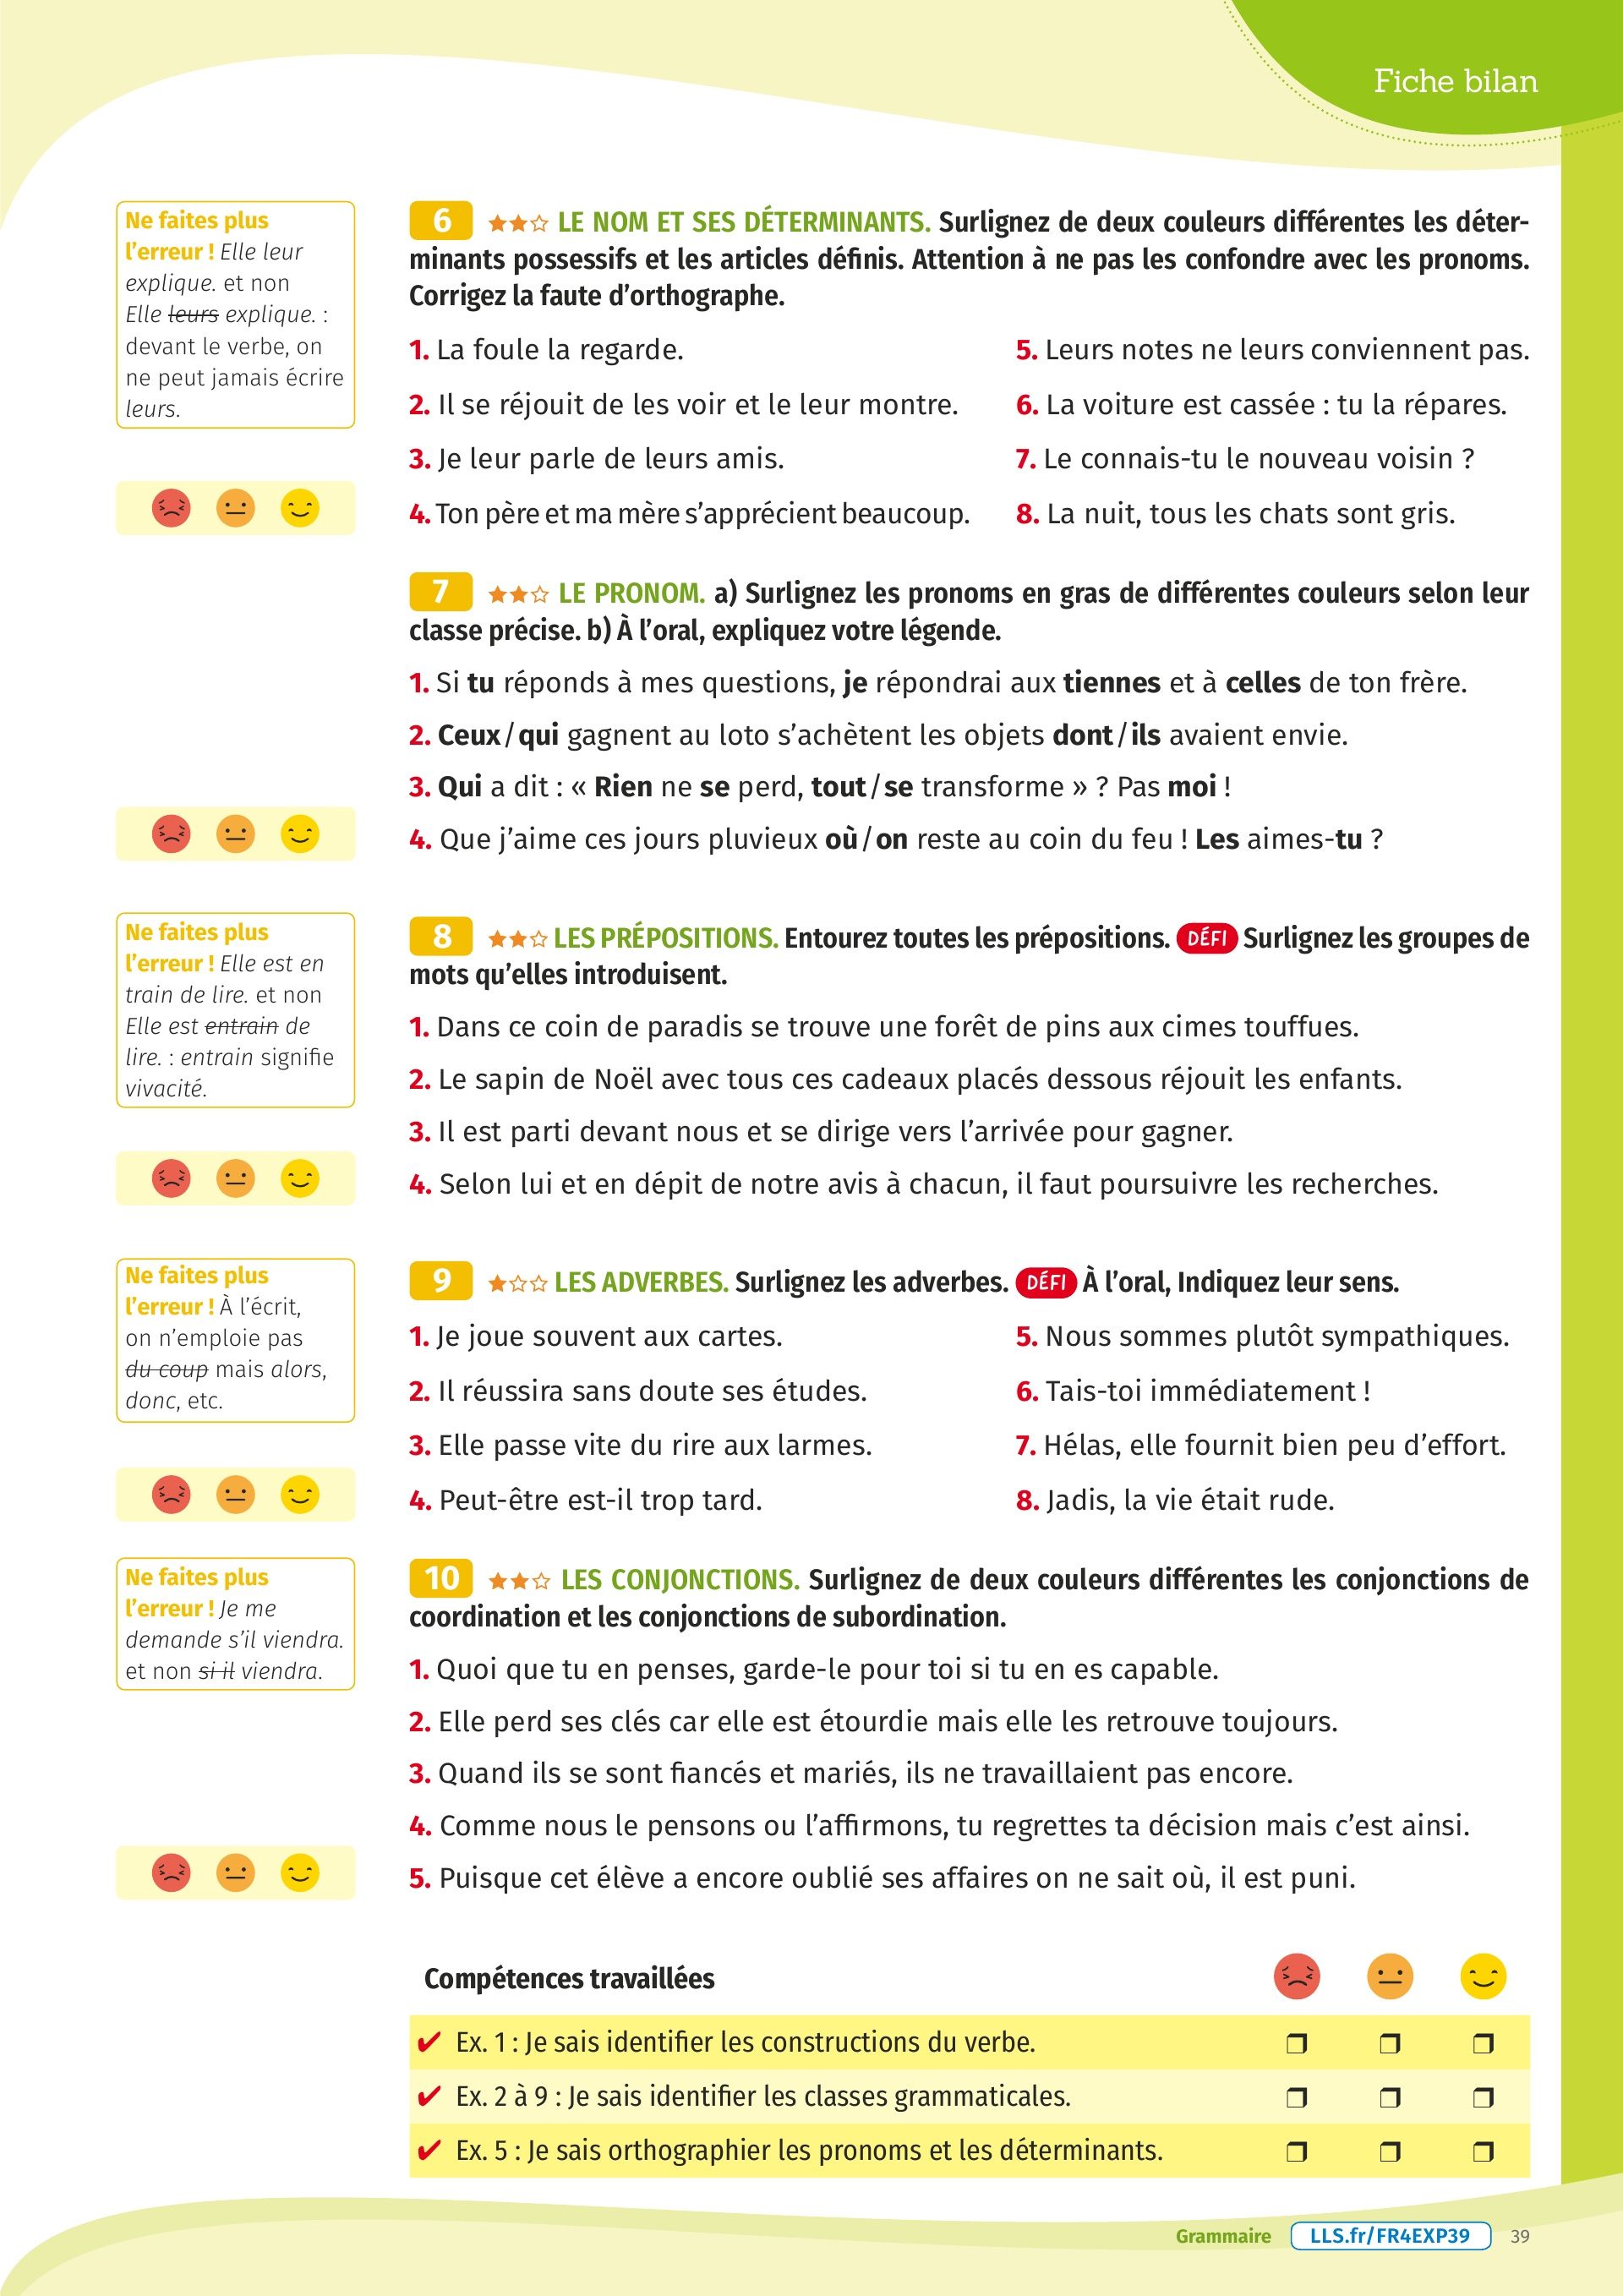 Fiche bilan
Ne faites plus
l'erreur ! Elle leur
explique. et non
Elle leurs explique. :
devant le verbe, on
ne peut jamais écrire
leurs.
6 LE NOM ET SES DÉTERMINANTS. Surlignez de deux couleurs différentes les déter-
minants possessifs et les articles définis. Attention à ne pas les confondre avec les pronoms.
Corrigez la faute d'orthographe.
1. La foule la regarde.
2. Il se réjouit de les voir et le leur montre.
3. Je leur parle de leurs amis.
4. Ton père et ma mère s'apprécient beaucoup.
5. Leurs notes ne leurs conviennent pas.
6. La voiture est cassée : tu la répares.
7. Le connais-tu le nouveau voisin ?
8. La nuit, tous les chats sont gris.
7 LE PRONOM. a) Surlignez les pronoms en gras de différentes couleurs selon leur
classe précise. b) À l'oral, expliquez votre légende.
1. Si tu réponds à mes questions, je répondrai aux tiennes et à celles de ton frère.
2. Ceux / qui gagnent au loto s'achètent les objets dont / ils avaient envie.
3. Qui a dit : « Rien ne se perd, tout / se transforme » ? Pas moi !
4. Que j'aime ces jours pluvieux où / on reste au coin du feu ! Les aimes-tu ?
Ne faites plus
l'erreur ! Elle est en
train de lire. et non
Elle est entrain de
lire. : entrain signifie
vivacité.
8 LES PRÉPOSITIONS. Entourez toutes les prépositions. DÉFI Surlignez les groupes de
mots qu'elles introduisent.
1. Dans ce coin de paradis se trouve une forêt de pins aux cimes touffues.
2. Le sapin de Noël avec tous ces cadeaux placés dessous réjouit les enfants.
3. Il est parti devant nous et se dirige vers l'arrivée pour gagner.
4. Selon lui et en dépit de notre avis à chacun, il faut poursuivre les recherches.
Ne faites plus
l'erreur ! À l'écrit,
on n'emploie pas
du coup mais alors,
donc, etc.
9 LES ADVERBES. Surlignez les adverbes. DÉFI À l'oral, Indiquez leur sens.
1. Je joue souvent aux cartes.
2. Il réussira sans doute ses études.
3. Elle passe vite du rire aux larmes.
4. Peut-être est-il trop tard.
5. Nous sommes plutôt sympathiques.
6. Tais-toi immédiatement !
7. Hélas, elle fournit bien peu d'effort.
8. Jadis, la vie était rude.
Ne faites plus
l'erreur ! Je me
demande s'il viendra.
et non si il viendra.
10 LES CONJONCTIONS. Surlignez de deux couleurs différentes les conjonctions de
coordination et les conjonctions de subordination.
1. Quoi que tu en penses, garde-le pour toi si tu en es capable.
2. Elle perd ses clés car elle est étourdie mais elle les retrouve toujours.
3. Quand ils se sont fiancés et mariés, ils ne travaillaient pas encore.
4. Comme nous le pensons ou l'affirmons, tu regrettes ta décision mais c'est ainsi.
5. Puisque cet élève a encore oublié ses affaires on ne sait où, il est puni.
Compétences travaillées
✔ Ex. 1 : Je sais identifier les constructions du verbe. ❒ ❒ ❒
✔ Ex. 2 à 9 : Je sais identifier les classes grammaticales. ❒ ❒ ❒
✔ Ex. 5 : Je sais orthographier les pronoms et les déterminants. ❒ ❒ ❒
Grammaire LLS.fr/FR4EXP39 39